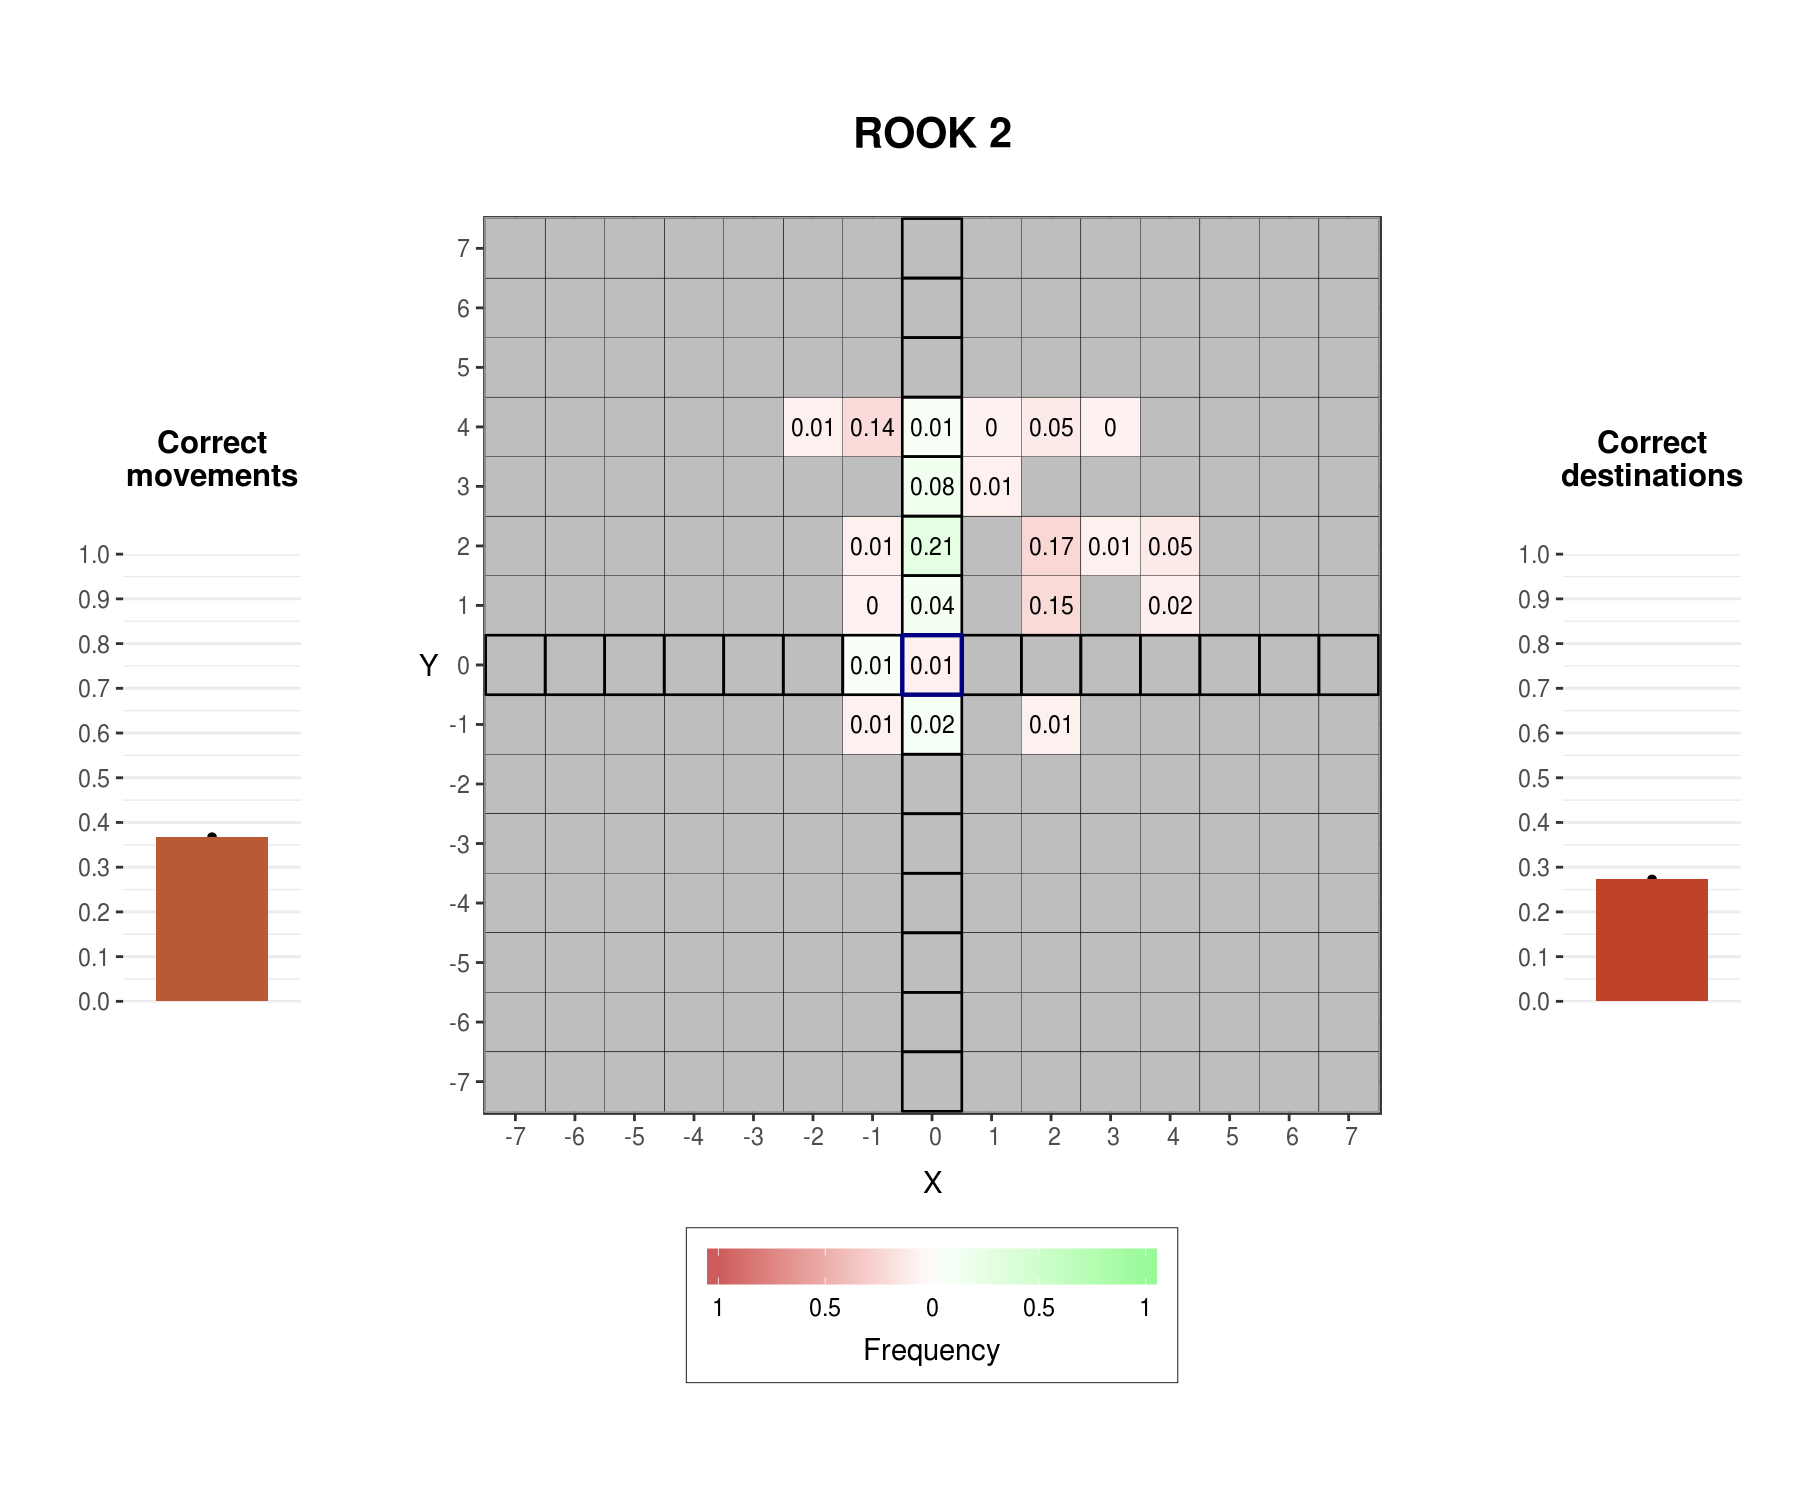 ROOK 2
Correct
movements
1.0
0.9
0.8
0.7
0.6
0.5
0.4
0.3
0.2
0.1
0.0
Y
7
6
5
4 0.01 0.14 0.01 0 0.05 0
3 0.08 0.01
2 0.01 0.21 0.17 0.01 0.05
1 0 0.04 0.15 0.02
0 0.01 0.01
-1 0.01 0.02 0.01
-2
-3
-4
-5
-6
-7
-7 -6 -5 -4 -3 -2 -1 0 1 2 3 4 5 6 7
X
1 0.5 0 0.5 1
Frequency
Correct
destinations
1.0
0.9
0.8
0.7
0.6
0.5
0.4
0.3
0.2
0.1
0.0